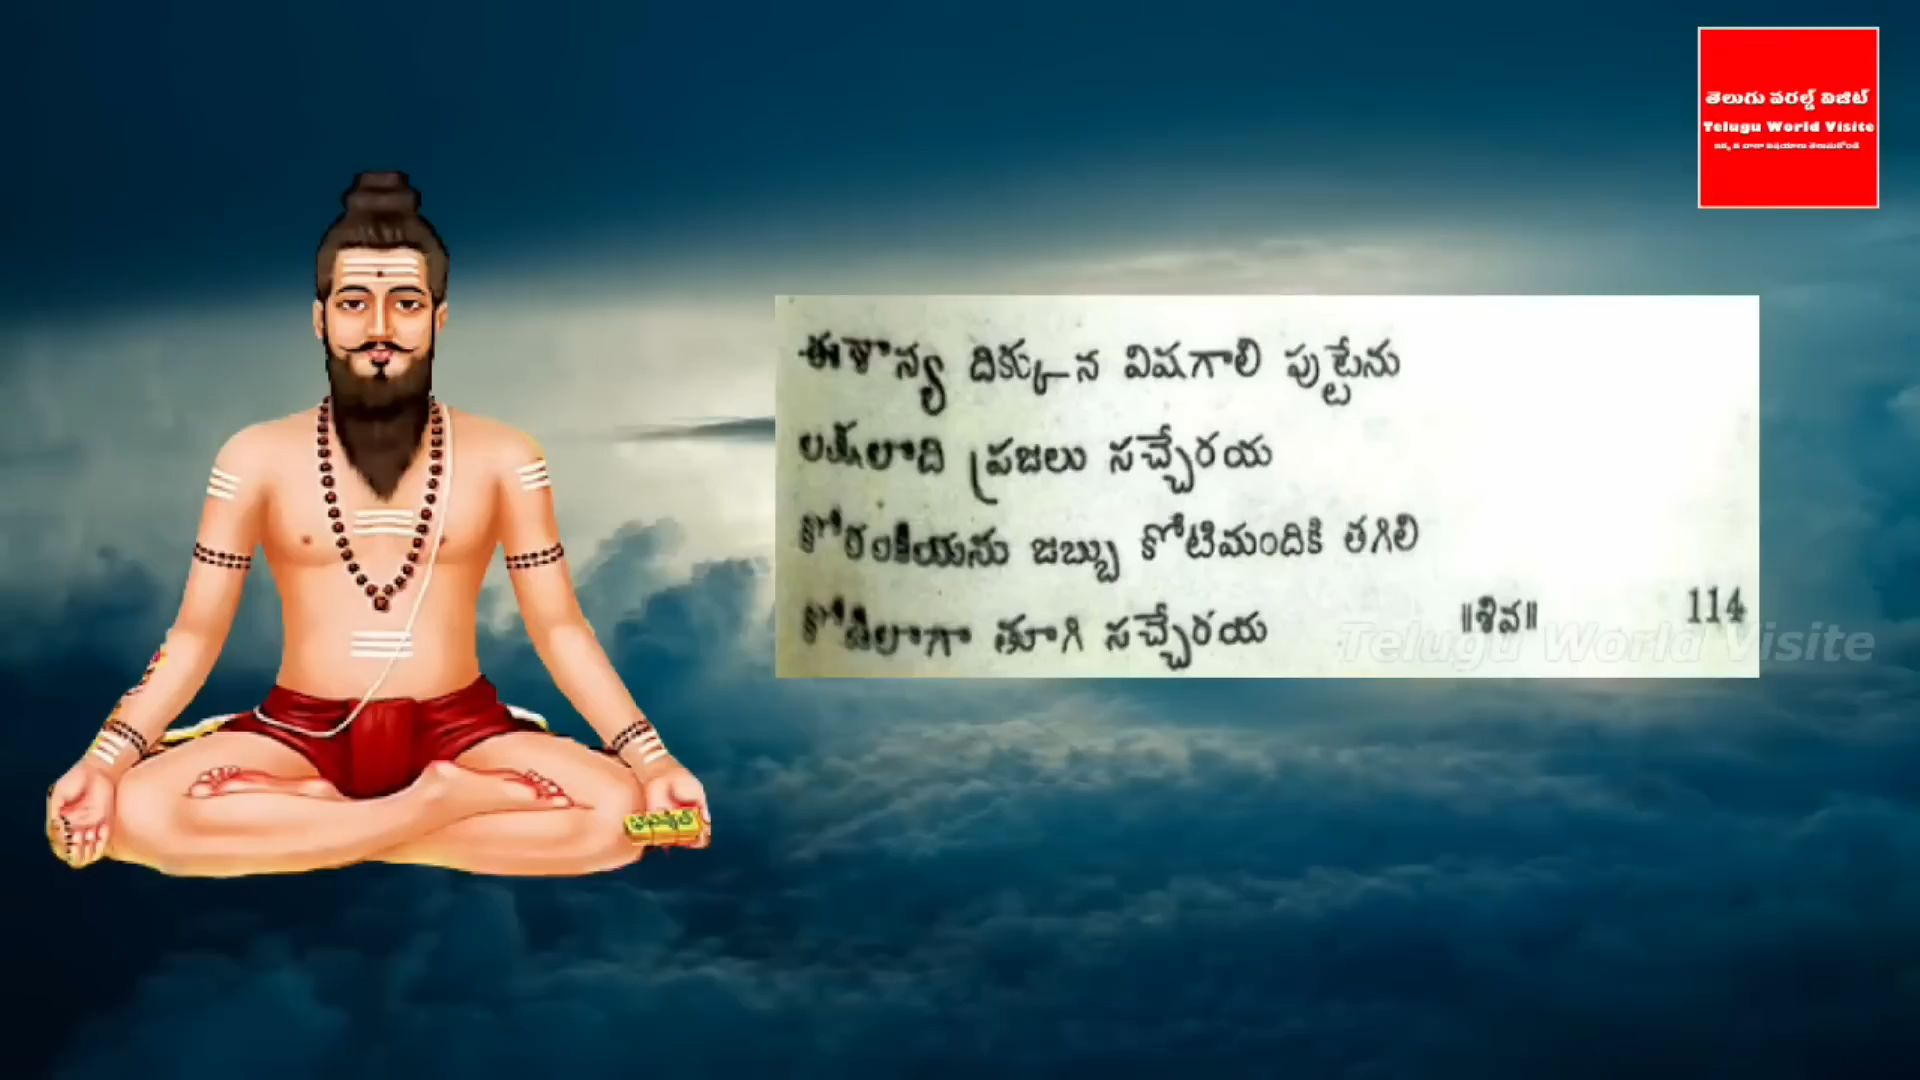 తెలుగు వరల్డ్ విజిట్
Telugu World Visite
ఈశాన్య దిక్కున విషగాలి పుట్టేను
లక్షలాది ప్రజలు సచ్చేరయ
కోరంకియను జబ్బు కోటిమందికి తగిలి
కోడిలాగా తూగి సచ్చేరయ ॥శివ॥ 114
Telugu World Visite